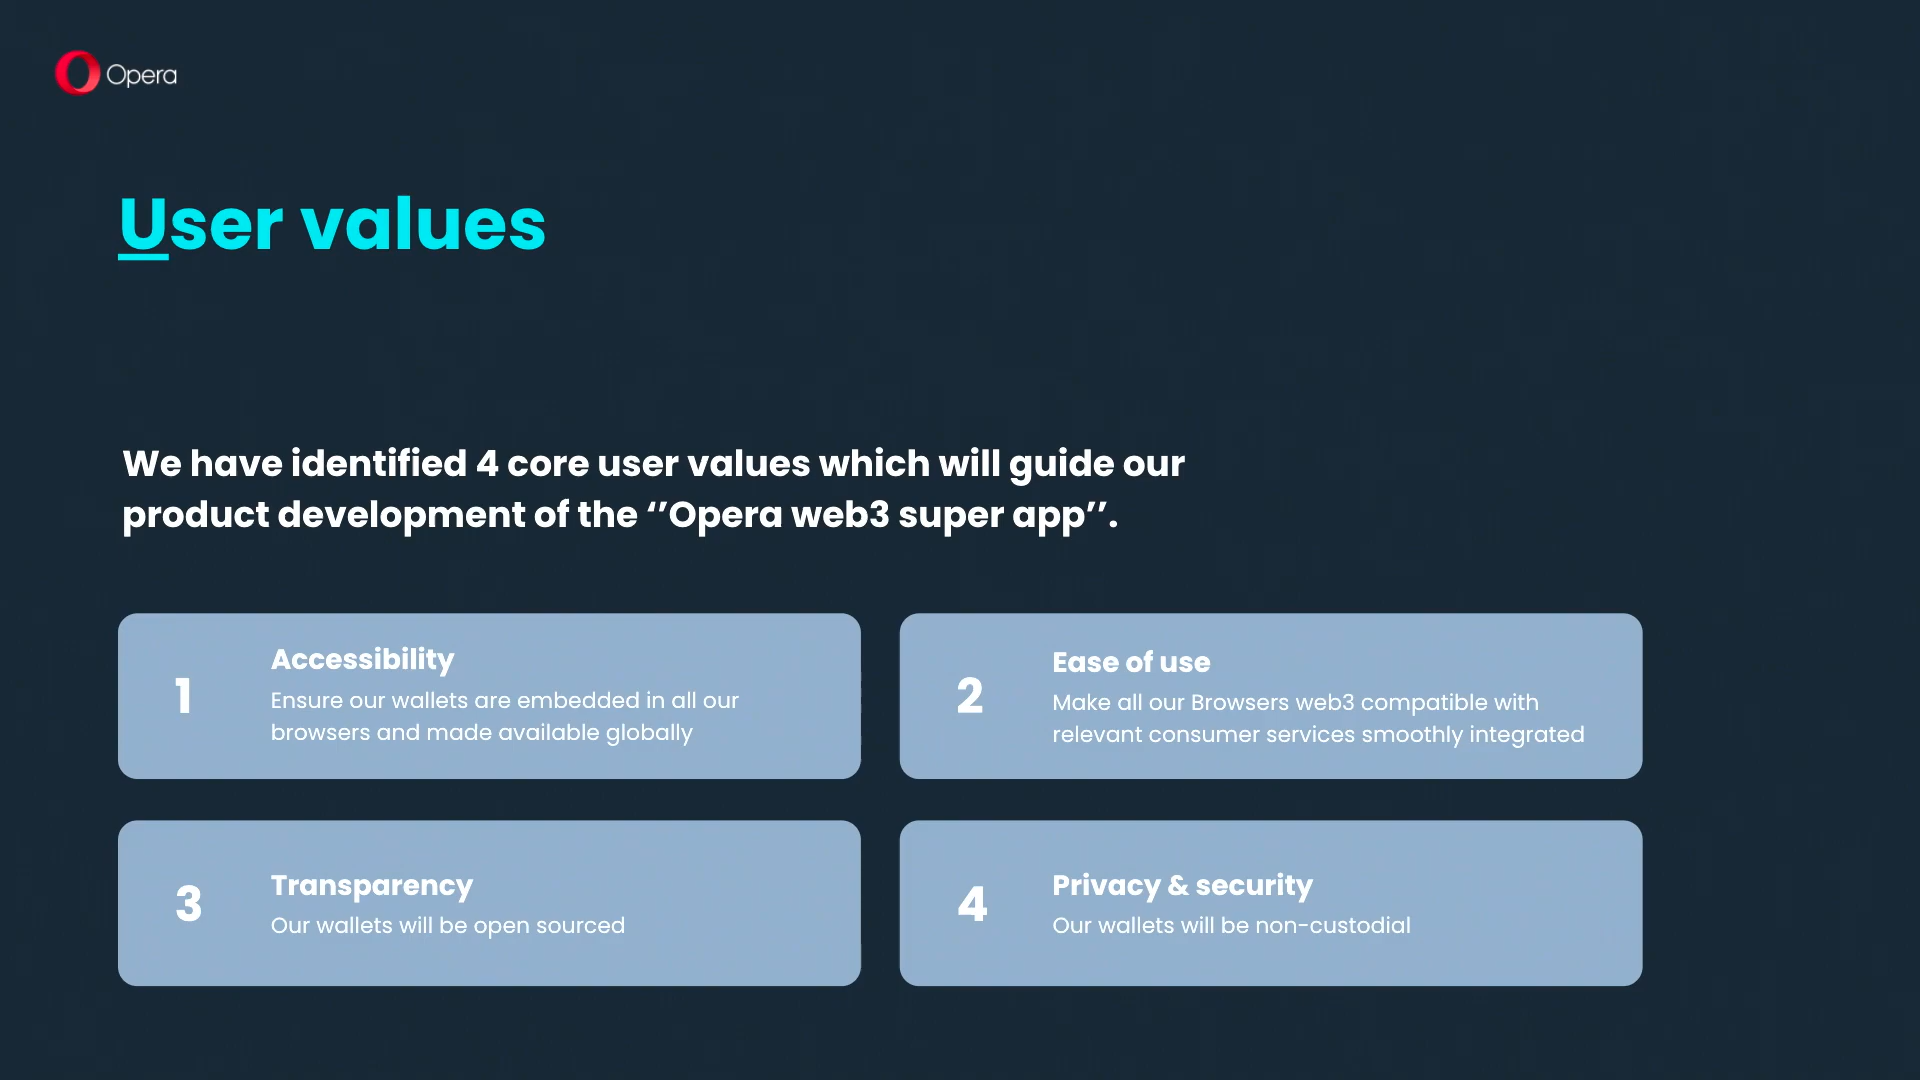 Opera
User values
We have identified 4 core user values which will guide our
product development of the ‘’Opera web3 super app’’.
1
Accessibility
Ensure our wallets are embedded in all our
browsers and made available globally
2
Ease of use
Make all our Browsers web3 compatible with
relevant consumer services smoothly integrated
3
Transparency
Our wallets will be open sourced
4
Privacy & security
Our wallets will be non-custodial